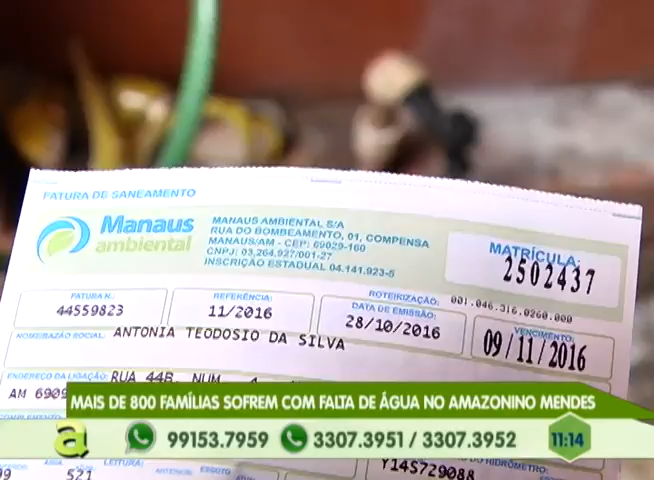 FATURA DE SANEAMENTO
Manaus
ambiental
MANAUS AMBIENTAL S/A
RUA DO BOMBEAMENTO, 01, COMPENSA
MANAUS/AM - CEP: 69029-160
CNPJ: 03.264.927/001-27
INSCRIÇÃO ESTADUAL 04.141.923-5
MATRÍCULA:
2502437
ROTEIRIZAÇÃO: 001.046.316.0260.000
FATURA N.:
44559823
REFERÊNCIA:
11/2016
DATA DE EMISSÃO:
28/10/2016
VENCIMENTO:
09/11/2016
NOME/RAZÃO SOCIAL: ANTONIA TEODOSIO DA SILVA
ENDEREÇO DA LIGAÇÃO: RUA 44B, NUM.
AM 6909
MAIS DE 800 FAMÍLIAS SOFREM COM FALTA DE ÁGUA NO AMAZONINO MENDES
a 99153.7959 3307.3951 / 3307.3952 11:14
LEITURA:
521
HIDRÔMETRO:
Y14S729088